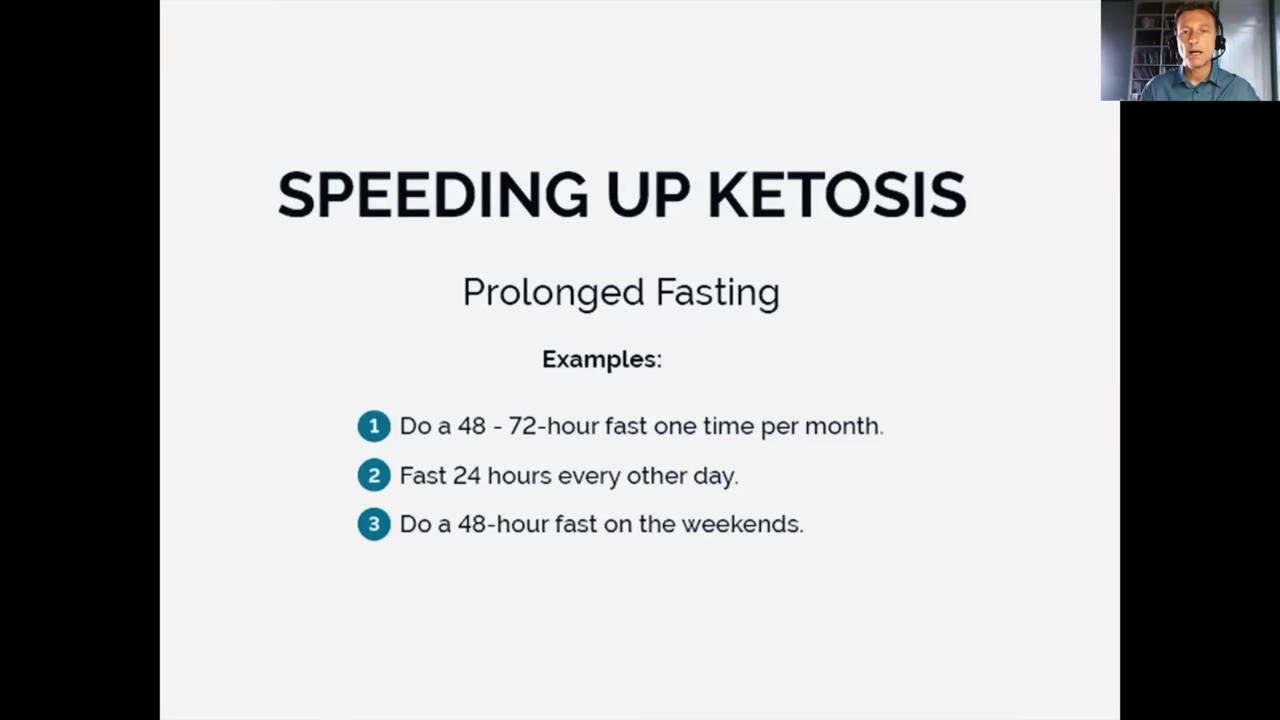 SPEEDING UP KETOSIS
Prolonged Fasting
Examples:
1 Do a 48 - 72-hour fast one time per month.
2 Fast 24 hours every other day.
3 Do a 48-hour fast on the weekends.